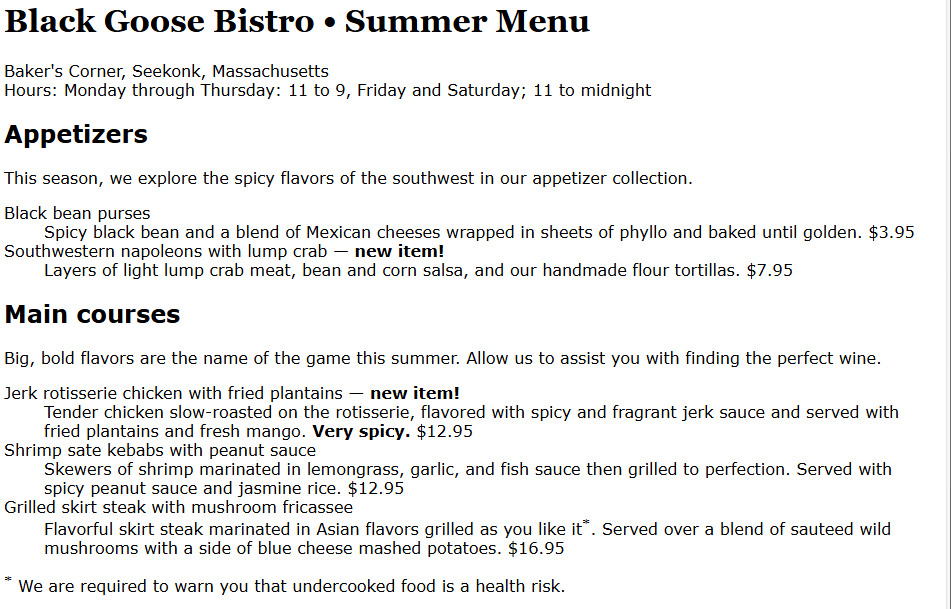 Black Goose Bistro • Summer Menu
Baker's Corner, Seekonk, Massachusetts
Hours: Monday through Thursday: 11 to 9, Friday and Saturday; 11 to midnight
Appetizers
This season, we explore the spicy flavors of the southwest in our appetizer collection.
Black bean purses
Spicy black bean and a blend of Mexican cheeses wrapped in sheets of phyllo and baked until golden. $3.95
Southwestern napoleons with lump crab — new item!
Layers of light lump crab meat, bean and corn salsa, and our handmade flour tortillas. $7.95
Main courses
Big, bold flavors are the name of the game this summer. Allow us to assist you with finding the perfect wine.
Jerk rotisserie chicken with fried plantains — new item!
Tender chicken slow-roasted on the rotisserie, flavored with spicy and fragrant jerk sauce and served with
fried plantains and fresh mango. Very spicy. $12.95
Shrimp sate kebabs with peanut sauce
Skewers of shrimp marinated in lemongrass, garlic, and fish sauce then grilled to perfection. Served with
spicy peanut sauce and jasmine rice. $12.95
Grilled skirt steak with mushroom fricassee
Flavorful skirt steak marinated in Asian flavors grilled as you like it*. Served over a blend of sauteed wild
mushrooms with a side of blue cheese mashed potatoes. $16.95
* We are required to warn you that undercooked food is a health risk.